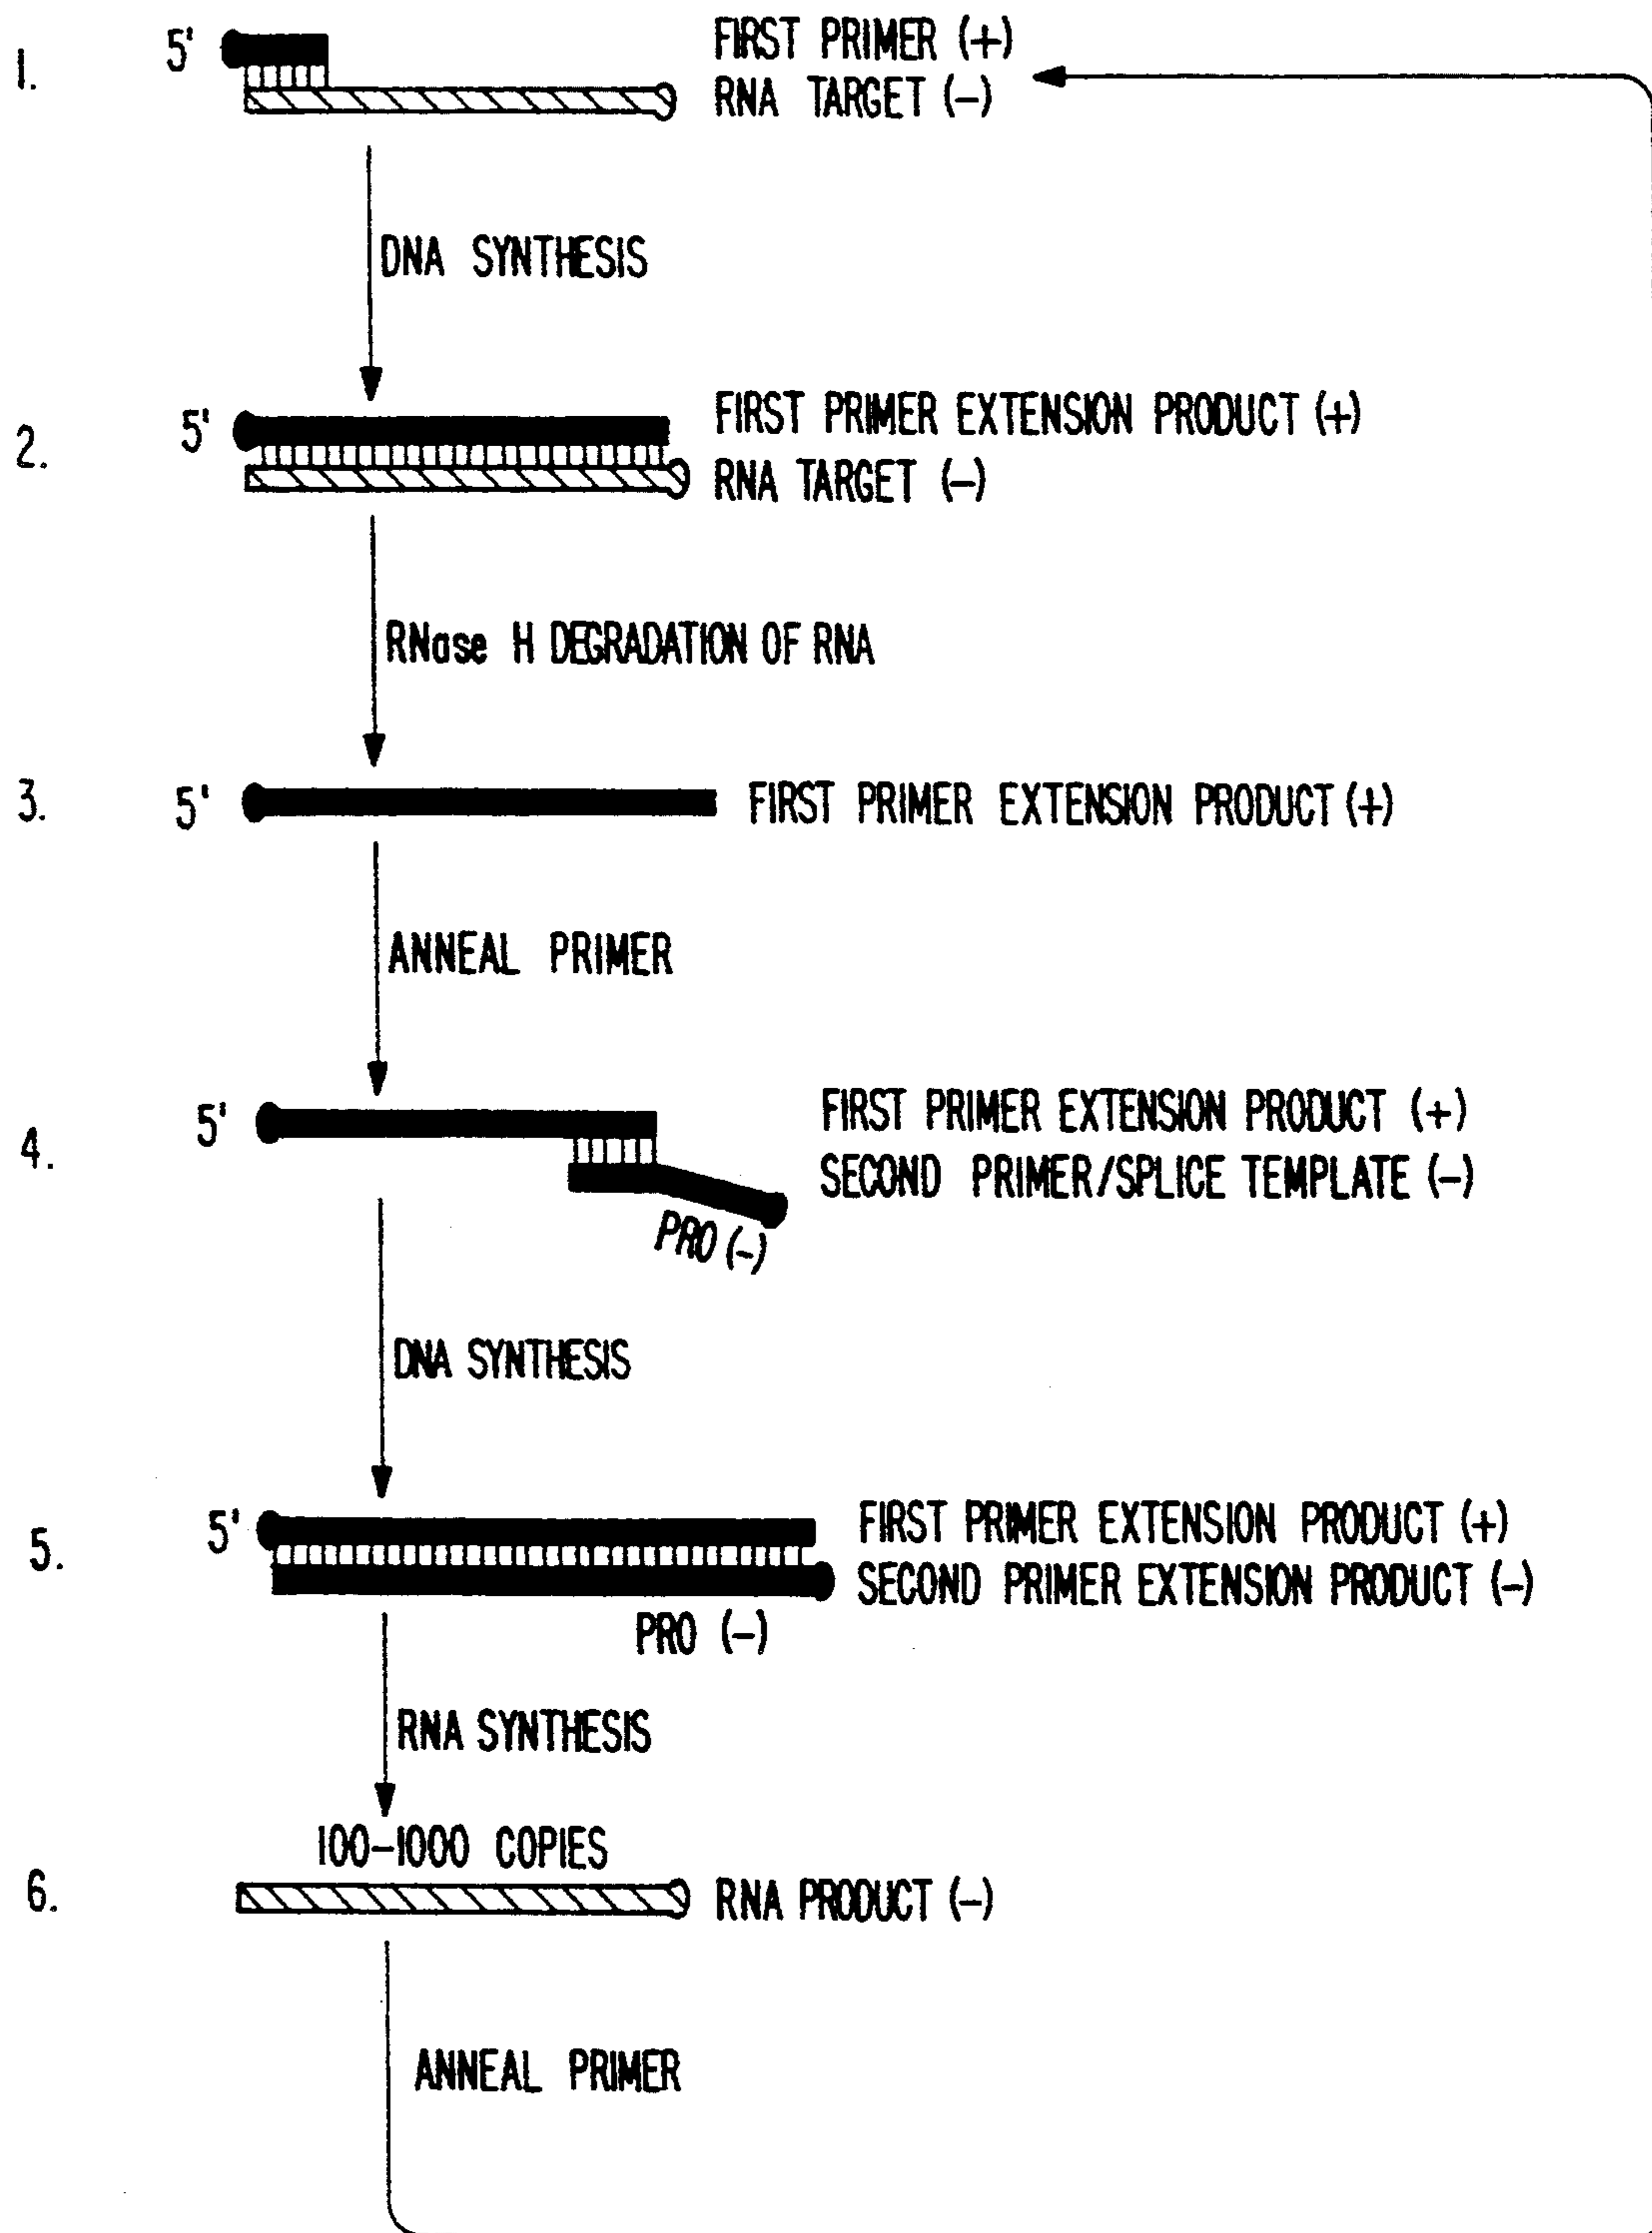 1.
5'
FIRST PRIMER (+)
RNA TARGET (–)
DNA SYNTHESIS
2.
5'
FIRST PRIMER EXTENSION PRODUCT (+)
RNA TARGET (–)
RNase H DEGRADATION OF RNA
3.
5'
FIRST PRIMER EXTENSION PRODUCT (+)
ANNEAL PRIMER
4.
5'
FIRST PRIMER EXTENSION PRODUCT (+)
SECOND PRIMER/SPLICE TEMPLATE (–)
PRO (–)
DNA SYNTHESIS
5.
5'
FIRST PRIMER EXTENSION PRODUCT (+)
SECOND PRIMER EXTENSION PRODUCT (–)
PRO (–)
RNA SYNTHESIS
100–1000 COPIES
6.
RNA PRODUCT (–)
ANNEAL PRIMER